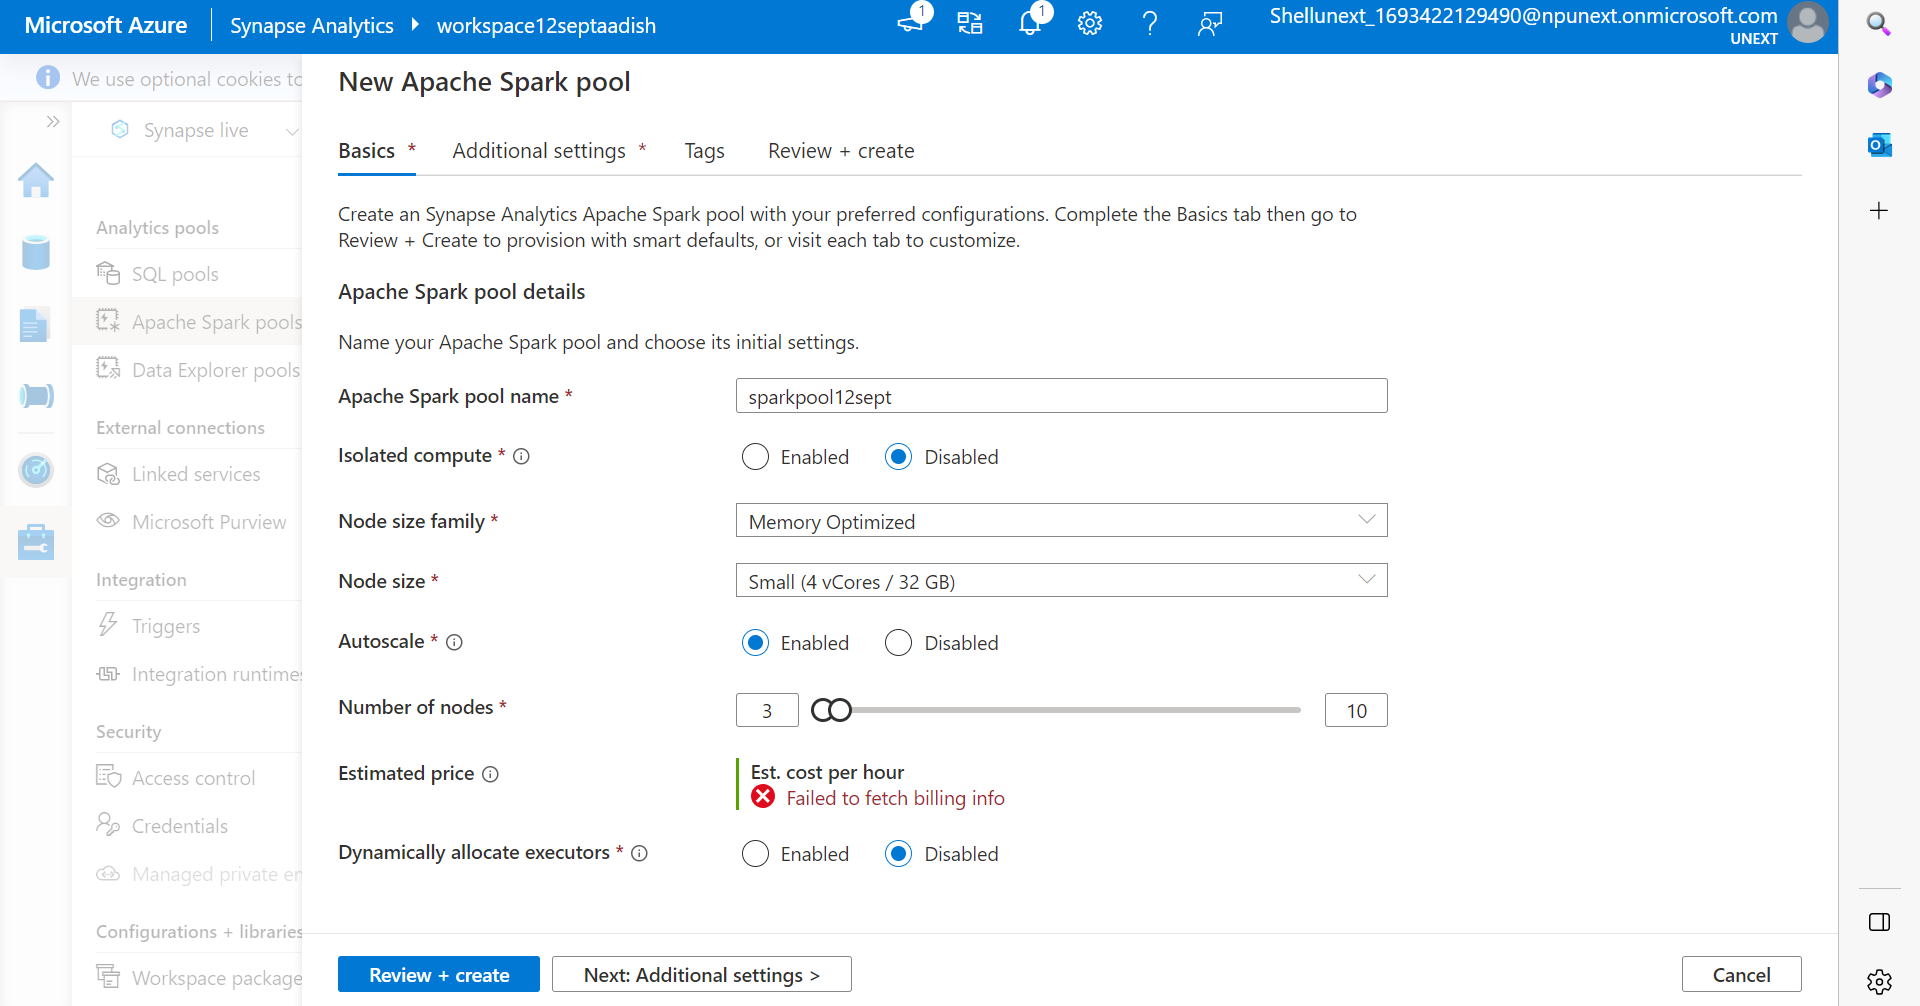 Microsoft Azure
Synapse Analytics
workspace12septaadish
1
1
?
Shellunext_1693422129490@npunext.onmicrosoft.com
UNEXT
We use optional cookies to
Synapse live
Analytics pools
SQL pools
Apache Spark pools
Data Explorer pools
External connections
Linked services
Microsoft Purview
Integration
Triggers
Integration runtimes
Security
Access control
Credentials
Managed private en
Configurations + libraries
Workspace package
New Apache Spark pool
Basics * Additional settings * Tags Review + create
Create an Synapse Analytics Apache Spark pool with your preferred configurations. Complete the Basics tab then go to
Review + Create to provision with smart defaults, or visit each tab to customize.
Apache Spark pool details
Name your Apache Spark pool and choose its initial settings.
Apache Spark pool name * sparkpool12sept
Isolated compute * Enabled Disabled
Node size family * Memory Optimized
Node size * Small (4 vCores / 32 GB)
Autoscale * Enabled Disabled
Number of nodes * 3 10
Estimated price Est. cost per hour
Failed to fetch billing info
Dynamically allocate executors * Enabled Disabled
Review + create Next: Additional settings > Cancel